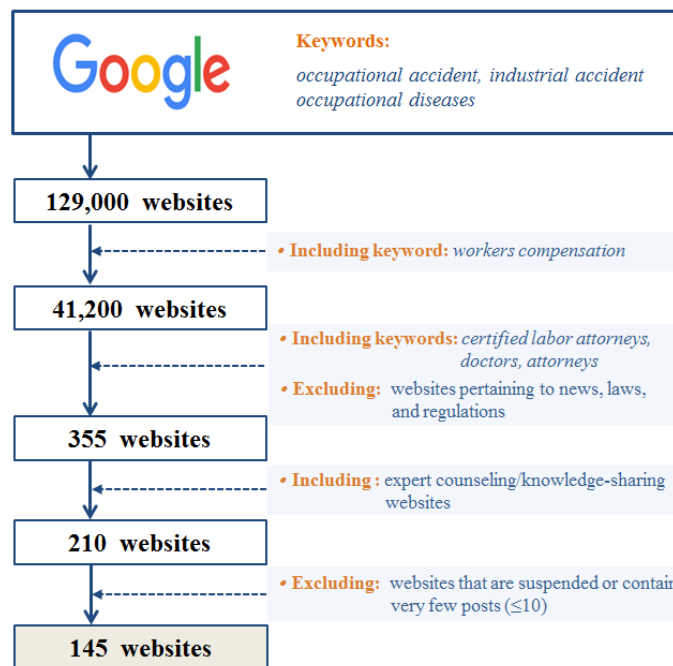 Google
Keywords:
occupational accident, industrial accident
occupational diseases
129,000 websites
• Including keyword: workers compensation
41,200 websites
• Including keywords: certified labor attorneys,
doctors, attorneys
• Excluding: websites pertaining to news, laws,
and regulations
355 websites
• Including : expert counseling/knowledge-sharing
websites
210 websites
• Excluding: websites that are suspended or contain
very few posts (≤10)
145 websites